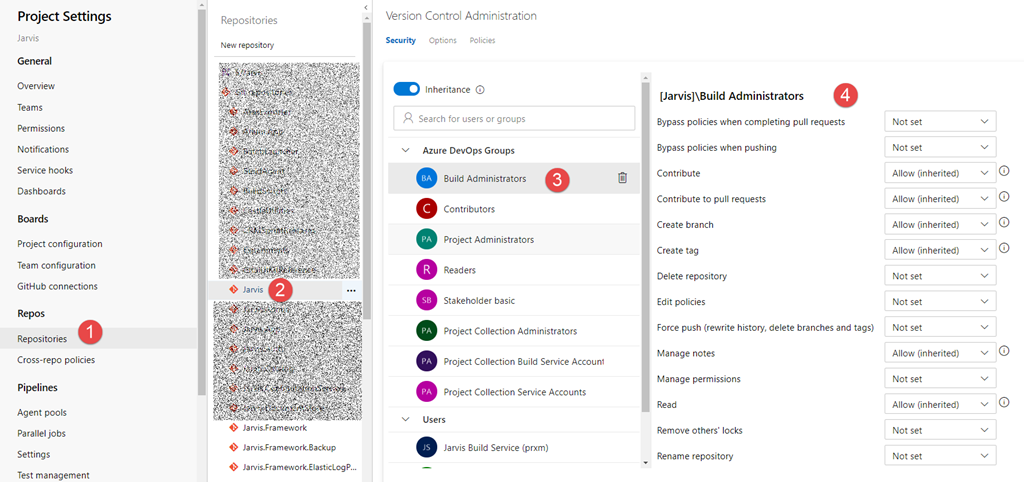 Project Settings
Jarvis
General
Overview
Teams
Permissions
Notifications
Service hooks
Dashboards
Boards
Project configuration
Team configuration
GitHub connections
Repos
Repositories
1
Cross-repo policies
Pipelines
Agent pools
Parallel jobs
Settings
Test management
Repositories
New repository
Jarvis
2
Jarvis.Framework
Jarvis.Framework.Backup
Jarvis.Framework.ElasticLogP...
Version Control Administration
Security Options Policies
Inheritance
Search for users or groups
Azure DevOps Groups
BA Build Administrators
3
C Contributors
PA Project Administrators
R Readers
SB Stakeholder basic
PA Project Collection Administrators
PA Project Collection Build Service Account
PA Project Collection Service Accounts
Users
JS Jarvis Build Service (prxm)
[Jarvis]\Build Administrators
4
Bypass policies when completing pull requests Not set
Bypass policies when pushing Not set
Contribute Allow (inherited)
Contribute to pull requests Allow (inherited)
Create branch Allow (inherited)
Create tag Allow (inherited)
Delete repository Not set
Edit policies Not set
Force push (rewrite history, delete branches and tags) Not set
Manage notes Allow (inherited)
Manage permissions Not set
Read Allow (inherited)
Remove others' locks Not set
Rename repository Not set